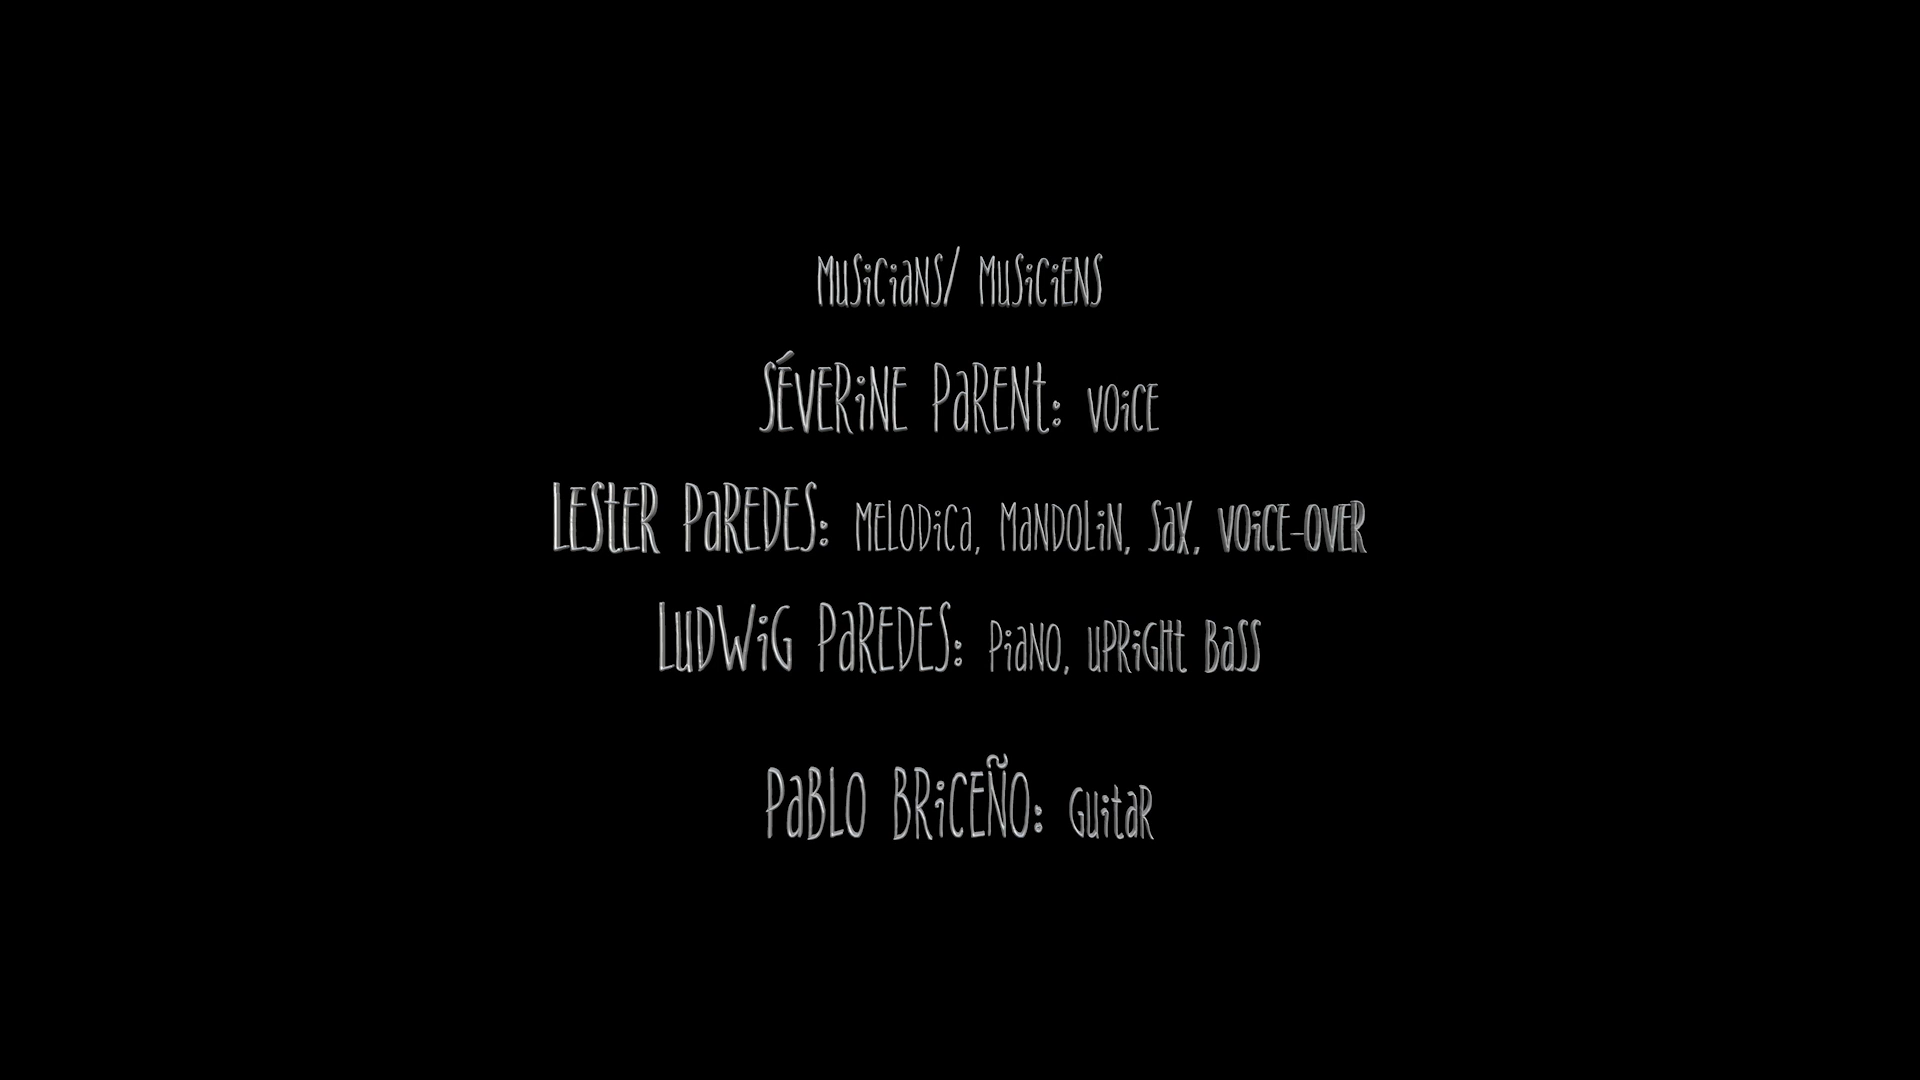 Musicians/ Musiciens
Séverine Parent: voice
Lester Paredes: melodica, mandolin, sax, voice-over
Ludwig Paredes: piano, upright bass
Pablo Briceño: guitar